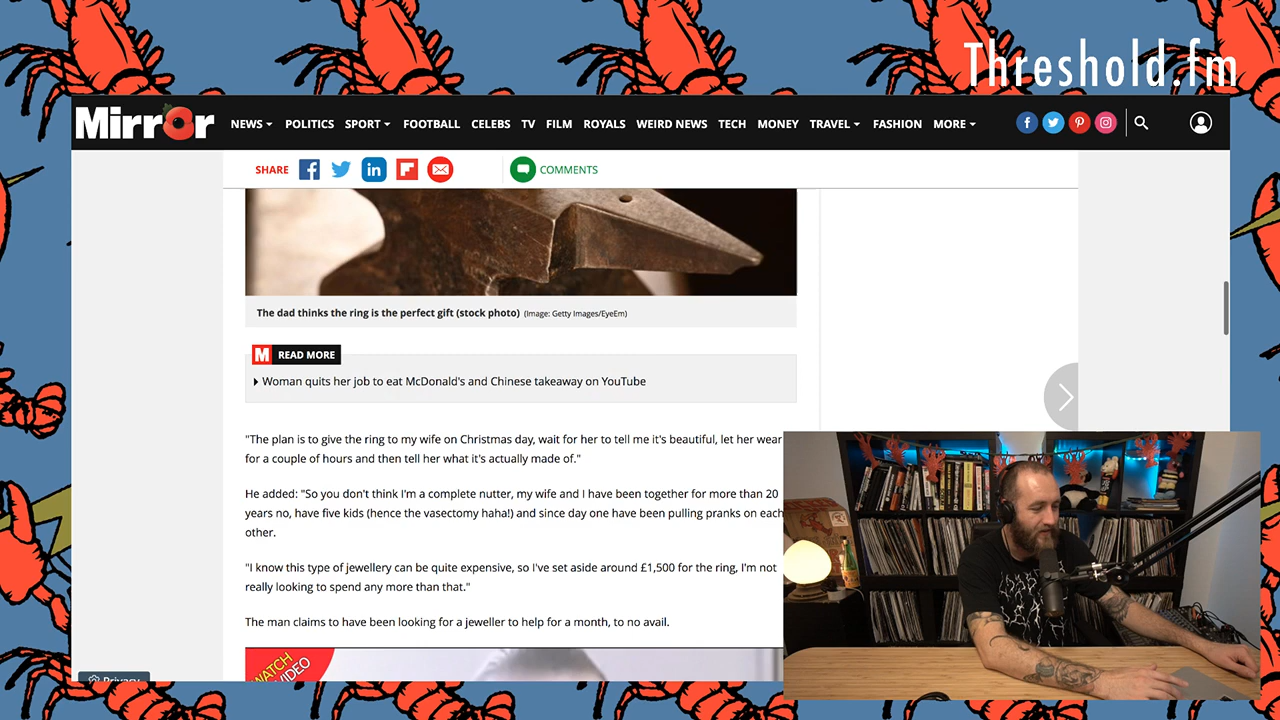 Threshold.fm
Mirror
NEWS POLITICS SPORT FOOTBALL CELEBS TV FILM ROYALS WEIRD NEWS TECH MONEY TRAVEL FASHION MORE
SHARE
COMMENTS
The dad thinks the ring is the perfect gift (stock photo) (Image: Getty Images/EyeEm)
M READ MORE
Woman quits her job to eat McDonald's and Chinese takeaway on YouTube
"The plan is to give the ring to my wife on Christmas day, wait for her to tell me it's beautiful, let her wear
for a couple of hours and then tell her what it's actually made of."
He added: "So you don't think I'm a complete nutter, my wife and I have been together for more than 20
years no, have five kids (hence the vasectomy haha!) and since day one have been pulling pranks on each
other.
"I know this type of jewellery can be quite expensive, so I've set aside around £1,500 for the ring, I'm not
really looking to spend any more than that."
The man claims to have been looking for a jeweller to help for a month, to no avail.
WATCH
VIDEO
Privacy